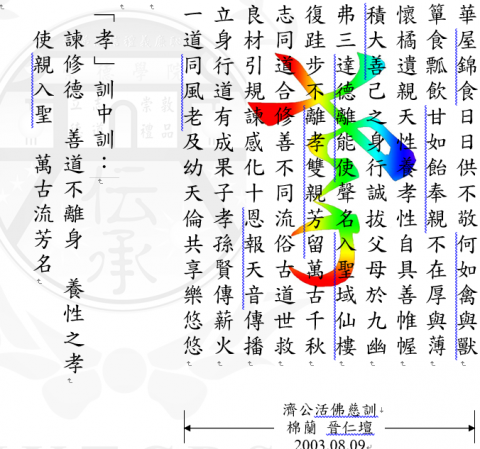 華屋錦食日日供不敬何如禽與獸
簞食瓢飲甘如飴奉親不在厚與薄
懷橘遺親天性養孝性自具善帷幄
積大善己之身行誠拔父母於九幽
弗三達德離能使聲名入聖域仙樓
復跬步不離孝雙親芳留萬古千秋
志同道合修善不同流俗古道世救
良材引規諫感化十恩報天音傳播
立身行道有成果子孝孫賢傳薪火
一道同風老及幼天倫共享樂悠悠
「孝」訓中訓：
諫修德　善道不離身　養性之孝
使親入聖　萬古流芳名
濟公活佛慈訓
棉蘭 晉仁壇
2003.08.09